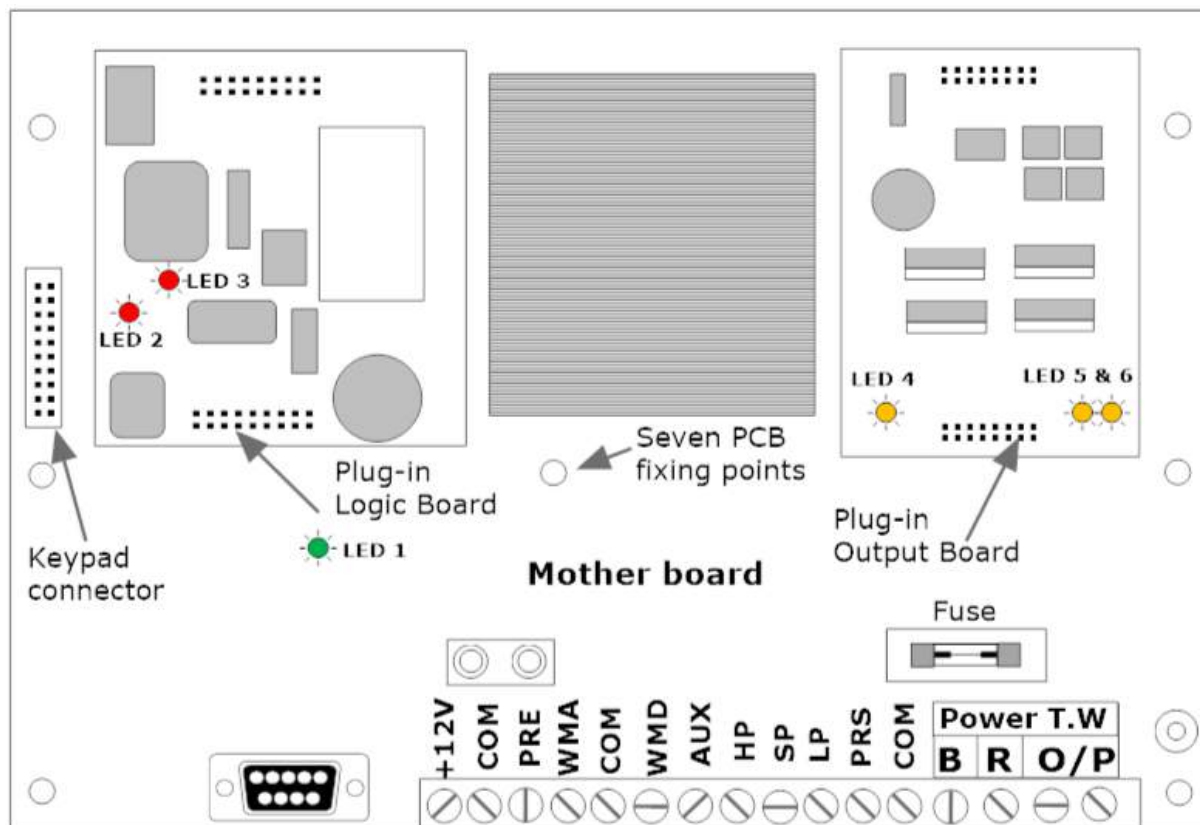 LED 3
LED 2
LED 4
LED 5 & 6
Seven PCB
fixing points
Plug-in
Logic Board
Plug-in
Output Board
Keypad
connector
LED 1
Mother board
Fuse
+12V
COM
PRE
WMA
COM
WMD
AUX
HP
SP
LP
PRS
COM
Power T.W
B R O/P